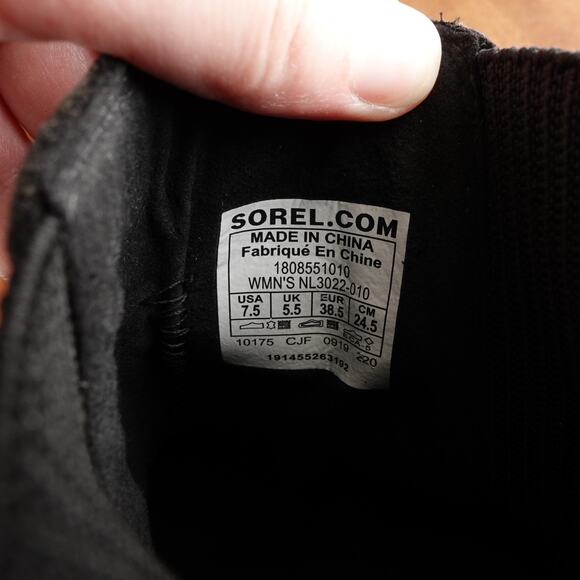 SOREL.COM
MADE IN CHINA
Fabriqué En Chine
1808551010
WMN'S NL3022-010
USA UK EUR CM
7.5 5.5 38.5 24.5
10175 CJF 0919 220
191455263192